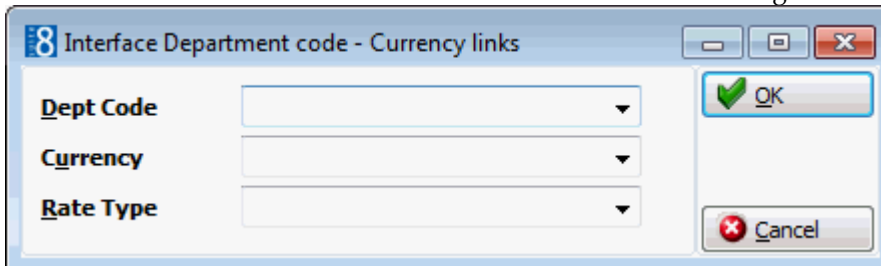 8 Interface Department code - Currency links
Dept Code
OK
Currency
Rate Type
Cancel